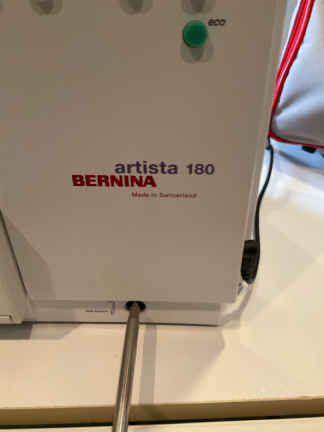 eco
artista 180
BERNINA
Made in Switzerland